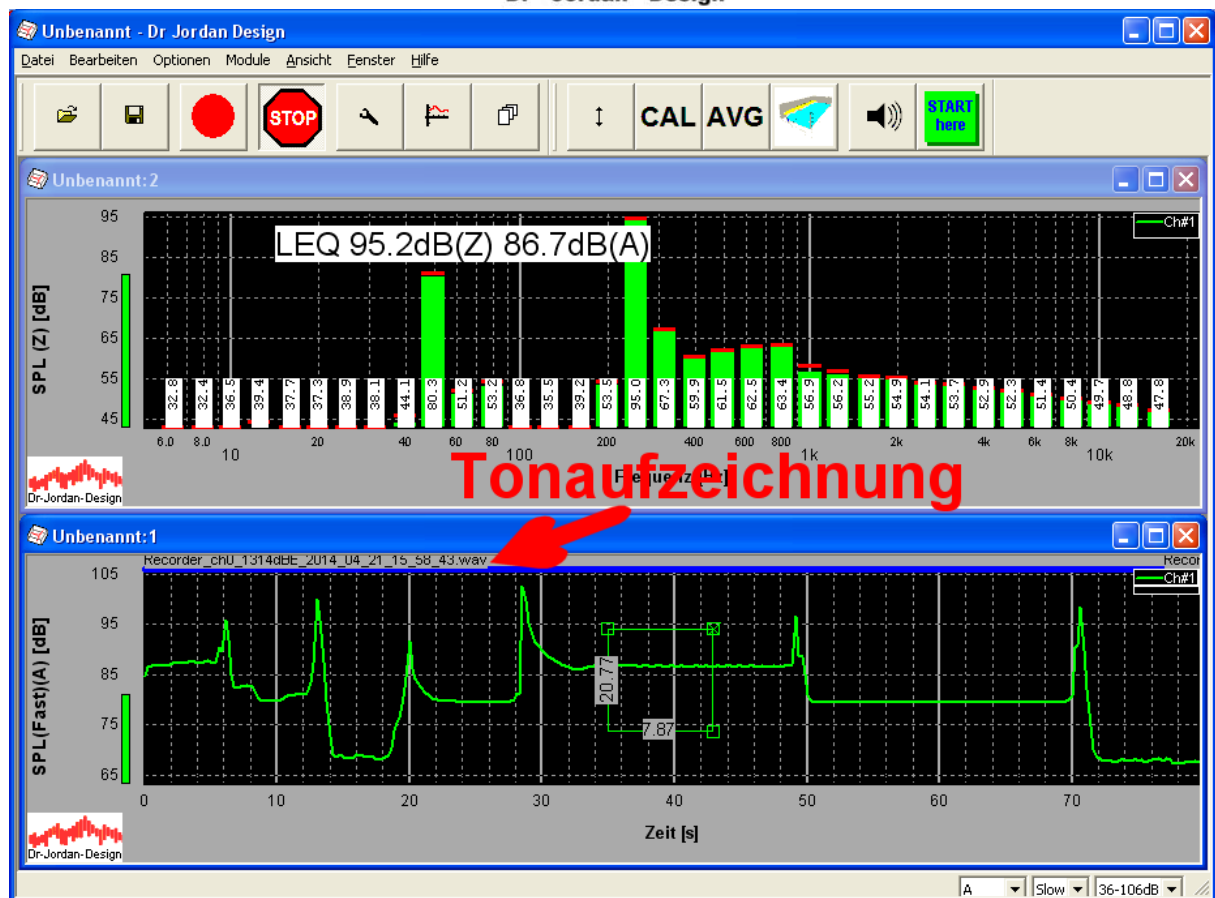 Dr - Jordan - Design
Unbenannt - Dr Jordan Design
Datei Bearbeiten Optionen Module Ansicht Fenster Hilfe
STOP CAL AVG START here
Unbenannt:2
95
85
75
65
55
45
SPL (Z) [dB]
LEQ 95.2dB(Z) 86.7dB(A)
Ch#1
32.8 32.4 36.5 39.4 37.7 37.3 38.9 38.1 44.1 80.3 51.2 53.2 36.8 35.5 39.2 53.5 95.0 67.3 59.9 61.5 62.5 63.4 56.9 56.2 55.2 54.9 54.1 53.7 52.9 52.3 51.4 50.4 49.7 48.8 47.8
6.0 8.0 20 40 60 80 200 400 600 800 2k 4k 6k 8k 20k
10 100 1k 10k
Frequenz [Hz]
Dr-Jordan-Design
Tonaufzeichnung
Unbenannt:1
Recorder_ch0_1314dBE_2014_04_21_15_58_43.wav Recor
Ch#1
105
95
85
75
65
SPL(Fast)(A) [dB]
20.77
7.87
0 10 20 30 40 50 60 70
Zeit [s]
Dr-Jordan-Design
A Slow 36-106dB